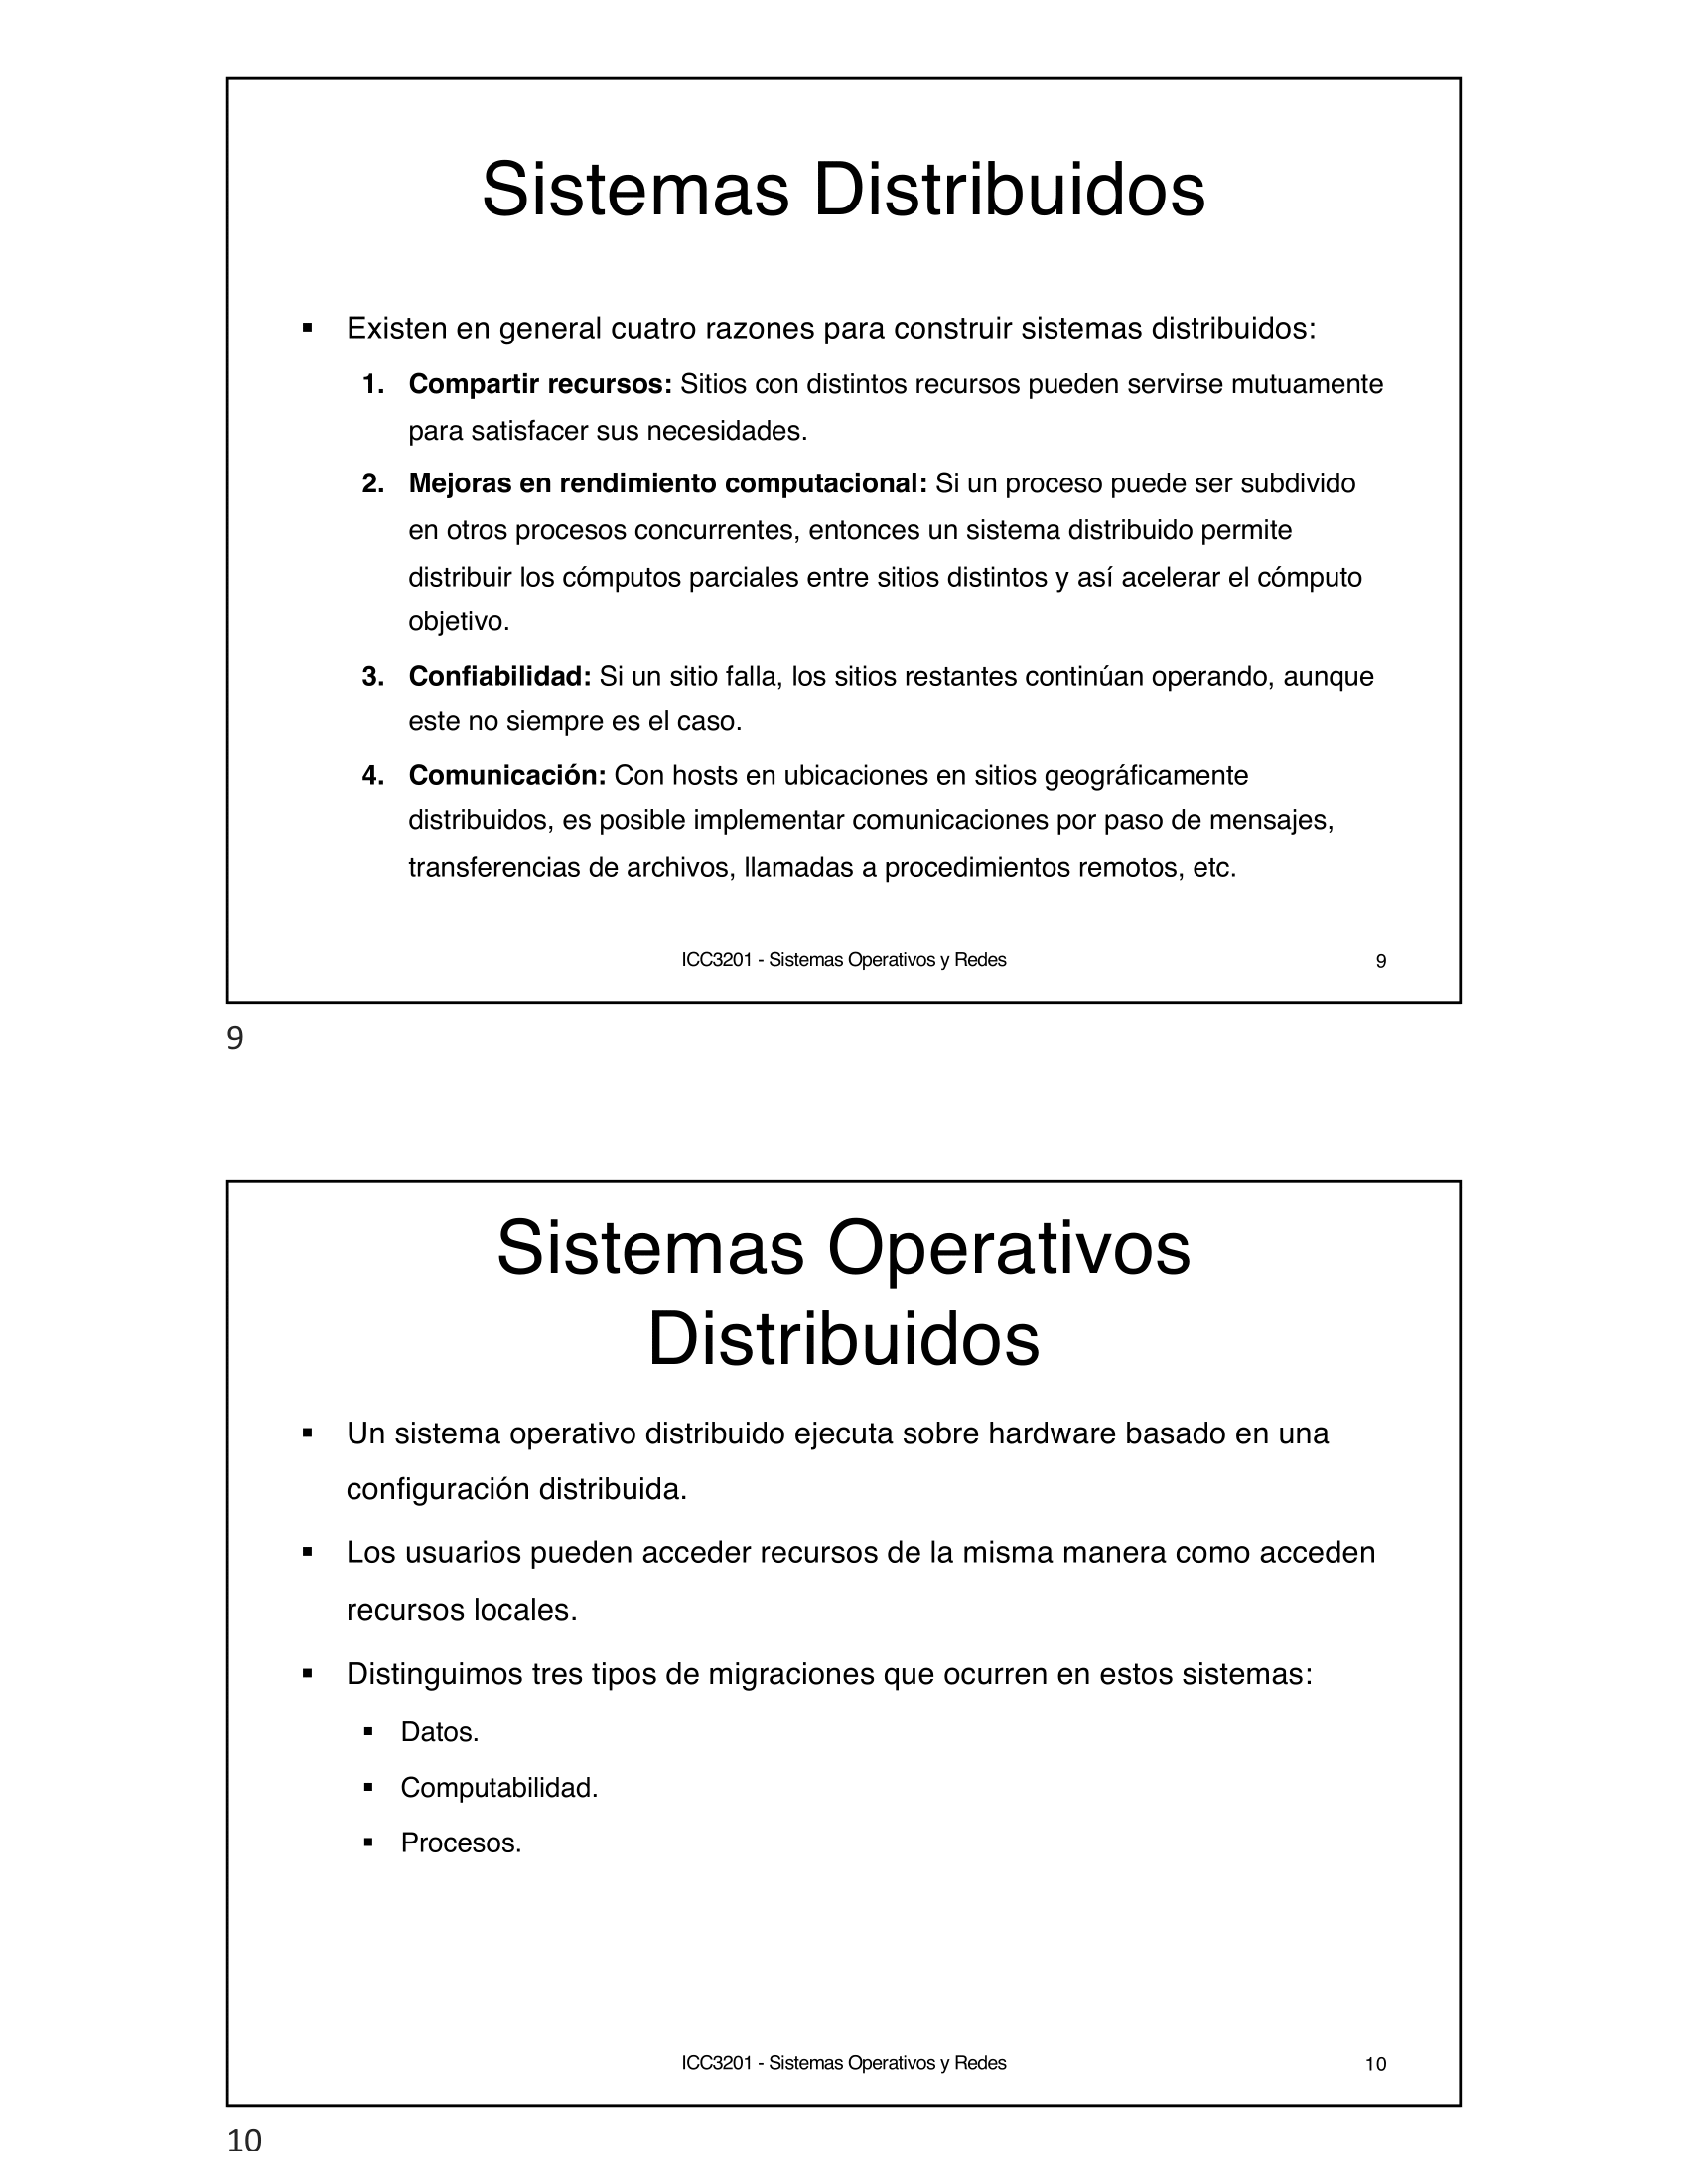 Sistemas Distribuidos
▪ Existen en general cuatro razones para construir sistemas distribuidos:
1. Compartir recursos: Sitios con distintos recursos pueden servirse mutuamente
para satisfacer sus necesidades.
2. Mejoras en rendimiento computacional: Si un proceso puede ser subdivido
en otros procesos concurrentes, entonces un sistema distribuido permite
distribuir los cómputos parciales entre sitios distintos y así acelerar el cómputo
objetivo.
3. Confiabilidad: Si un sitio falla, los sitios restantes continúan operando, aunque
este no siempre es el caso.
4. Comunicación: Con hosts en ubicaciones en sitios geográficamente
distribuidos, es posible implementar comunicaciones por paso de mensajes,
transferencias de archivos, llamadas a procedimientos remotos, etc.
ICC3201 - Sistemas Operativos y Redes 9
9
Sistemas Operativos
Distribuidos
▪ Un sistema operativo distribuido ejecuta sobre hardware basado en una
configuración distribuida.
▪ Los usuarios pueden acceder recursos de la misma manera como acceden
recursos locales.
▪ Distinguimos tres tipos de migraciones que ocurren en estos sistemas:
▪ Datos.
▪ Computabilidad.
▪ Procesos.
ICC3201 - Sistemas Operativos y Redes 10
10